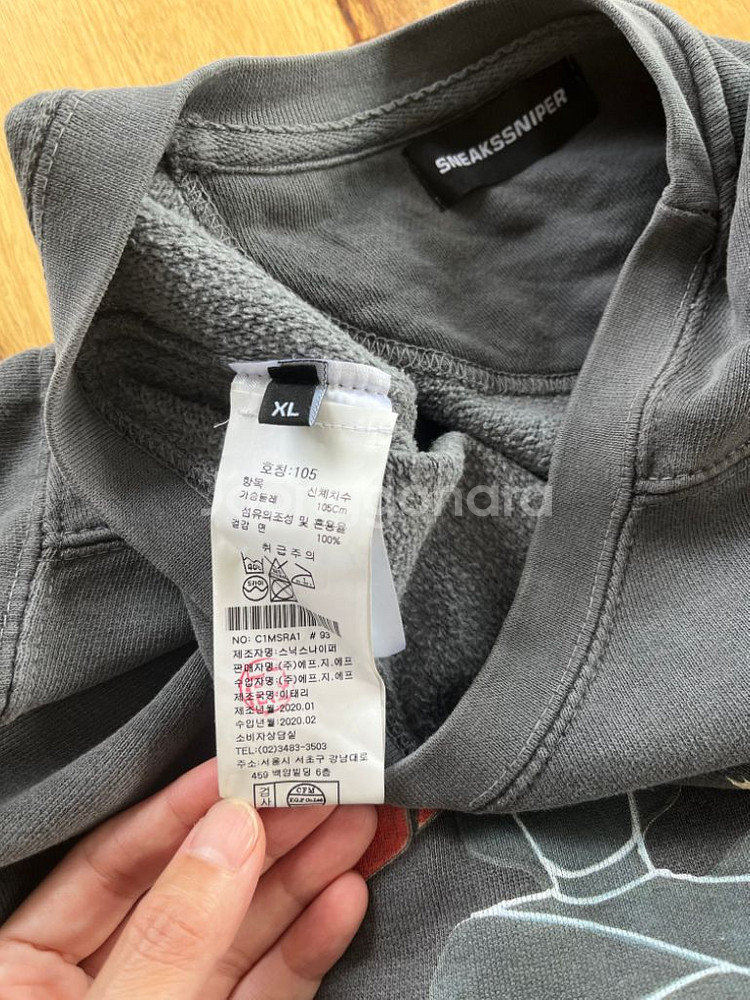 SNEAKSSNIPER
XL
호칭:105
항목 신체치수
가슴둘레 105Cm
섬유의조성 및 혼용율
겉감 면 100%
취급주의
NO: C1MSRA1 # 93
제조자명:스닉스나이퍼
판매자명:(주)에프.지.에프
수입자명:(주)에프.지.에프
제조국명:이태리
제조년월:2020.01
수입년월:2020.02
소비자상담실
TEL:(02)3483-3503
주소:서울시 서초구 강남대로
459 백암빌딩 6층
검사
CFM